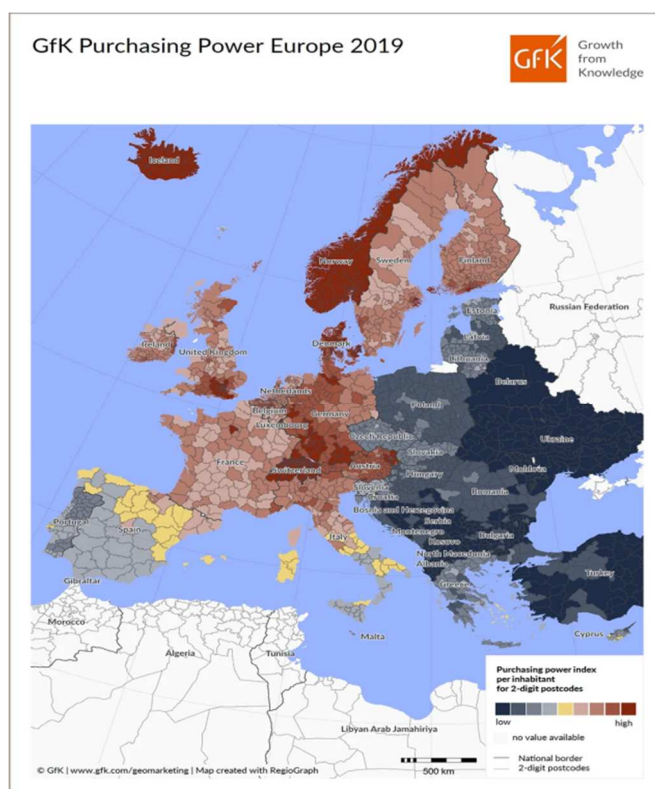 GfK Purchasing Power Europe 2019
GfK
Growth
from
Knowledge
Iceland
Norway
Sweden
Finland
Russian Federation
Estonia
Latvia
Lithuania
Denmark
Ireland
United Kingdom
Belarus
Netherlands
Belgium
Germany
Poland
Luxembourg
Czech Republic
Ukraine
Slovakia
France
Switzerland
Austria
Hungary
Moldova
Slovenia
Croatia
Romania
Bosnia and Herzegovina
Serbia
Portugal
Spain
Italy
Montenegro
Bulgaria
Kosovo
North Macedonia
Albania
Turkey
Gibraltar
Greece
Morocco
Malta
Cyprus
Algeria
Tunisia
Libyan Arab Jamahiriya
Purchasing power index
per inhabitant
for 2-digit postcodes
low
high
no value available
National border
2-digit postcodes
500 km
© GfK | www.gfk.com/geomarketing | Map created with RegioGraph